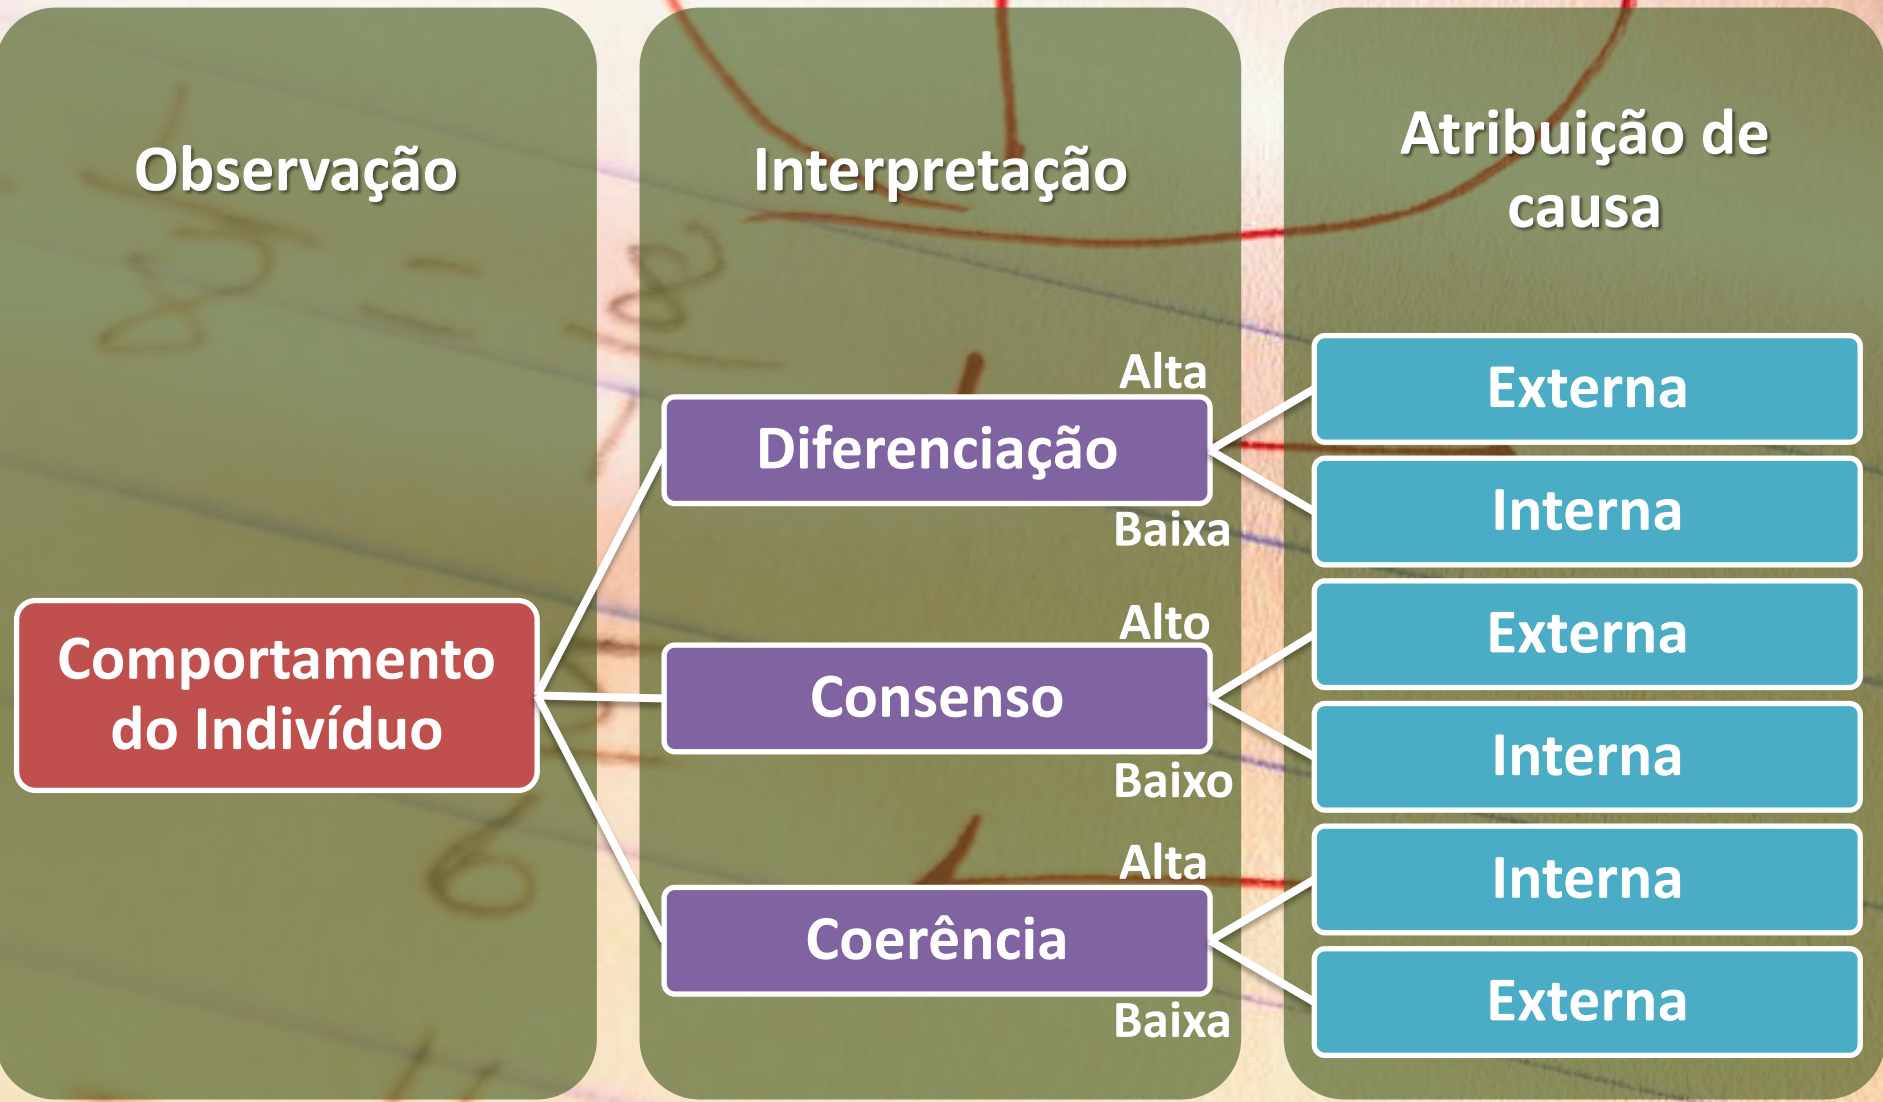 Observação
Interpretação
Atribuição de
causa
Comportamento
do Indivíduo
Alta
Diferenciação
Baixa
Alto
Consenso
Baixo
Alta
Coerência
Baixa
Externa
Interna
Externa
Interna
Interna
Externa